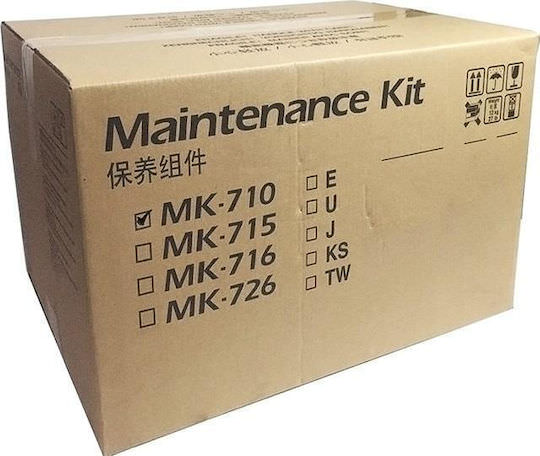 Maintenance Kit
保养组件
☑ MK-710
☐ MK-715
☐ MK-716
☐ MK-726
☐ E
☐ U
☐ J
☐ KS
☐ TW